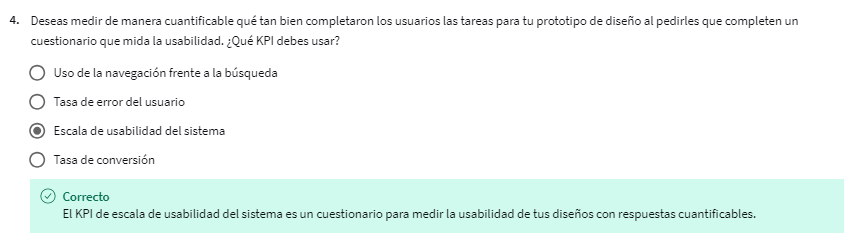 4. Deseas medir de manera cuantificable qué tan bien completaron los usuarios las tareas para tu prototipo de diseño al pedirles que completen un
cuestionario que mida la usabilidad. ¿Qué KPI debes usar?
Uso de la navegación frente a la búsqueda
Tasa de error del usuario
Escala de usabilidad del sistema
Tasa de conversión
Correcto
El KPI de escala de usabilidad del sistema es un cuestionario para medir la usabilidad de tus diseños con respuestas cuantificables.